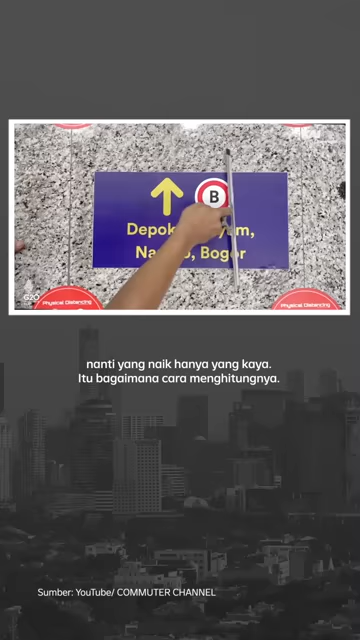 B
Depok
Bogor
G20
Physical Distancing
Physical Distancing
nanti yang naik hanya yang kaya.
Itu bagaimana cara menghitungnya.
Sumber: YouTube/ COMMUTER CHANNEL